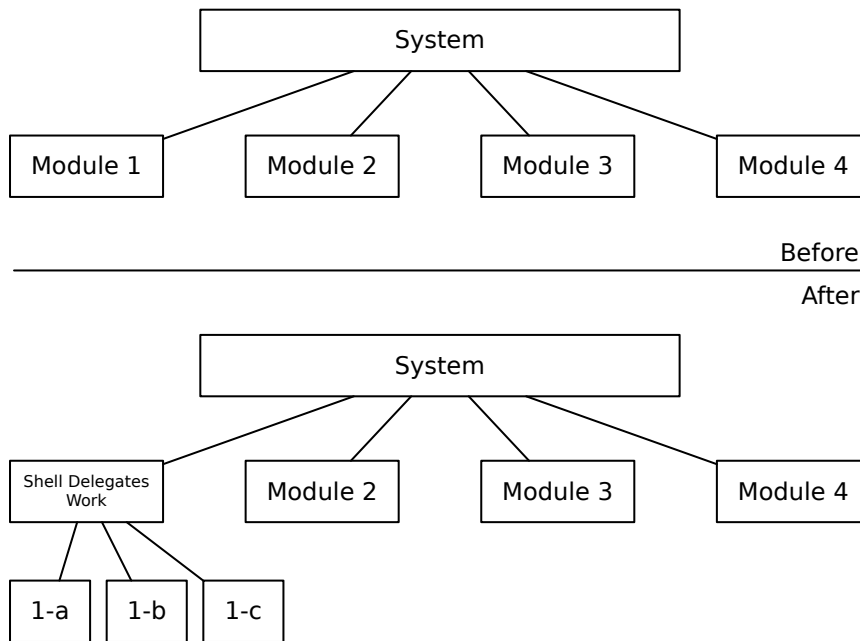 System
Module 1
Module 2
Module 3
Module 4
Before
After
System
Shell Delegates
Work
Module 2
Module 3
Module 4
1-a
1-b
1-c